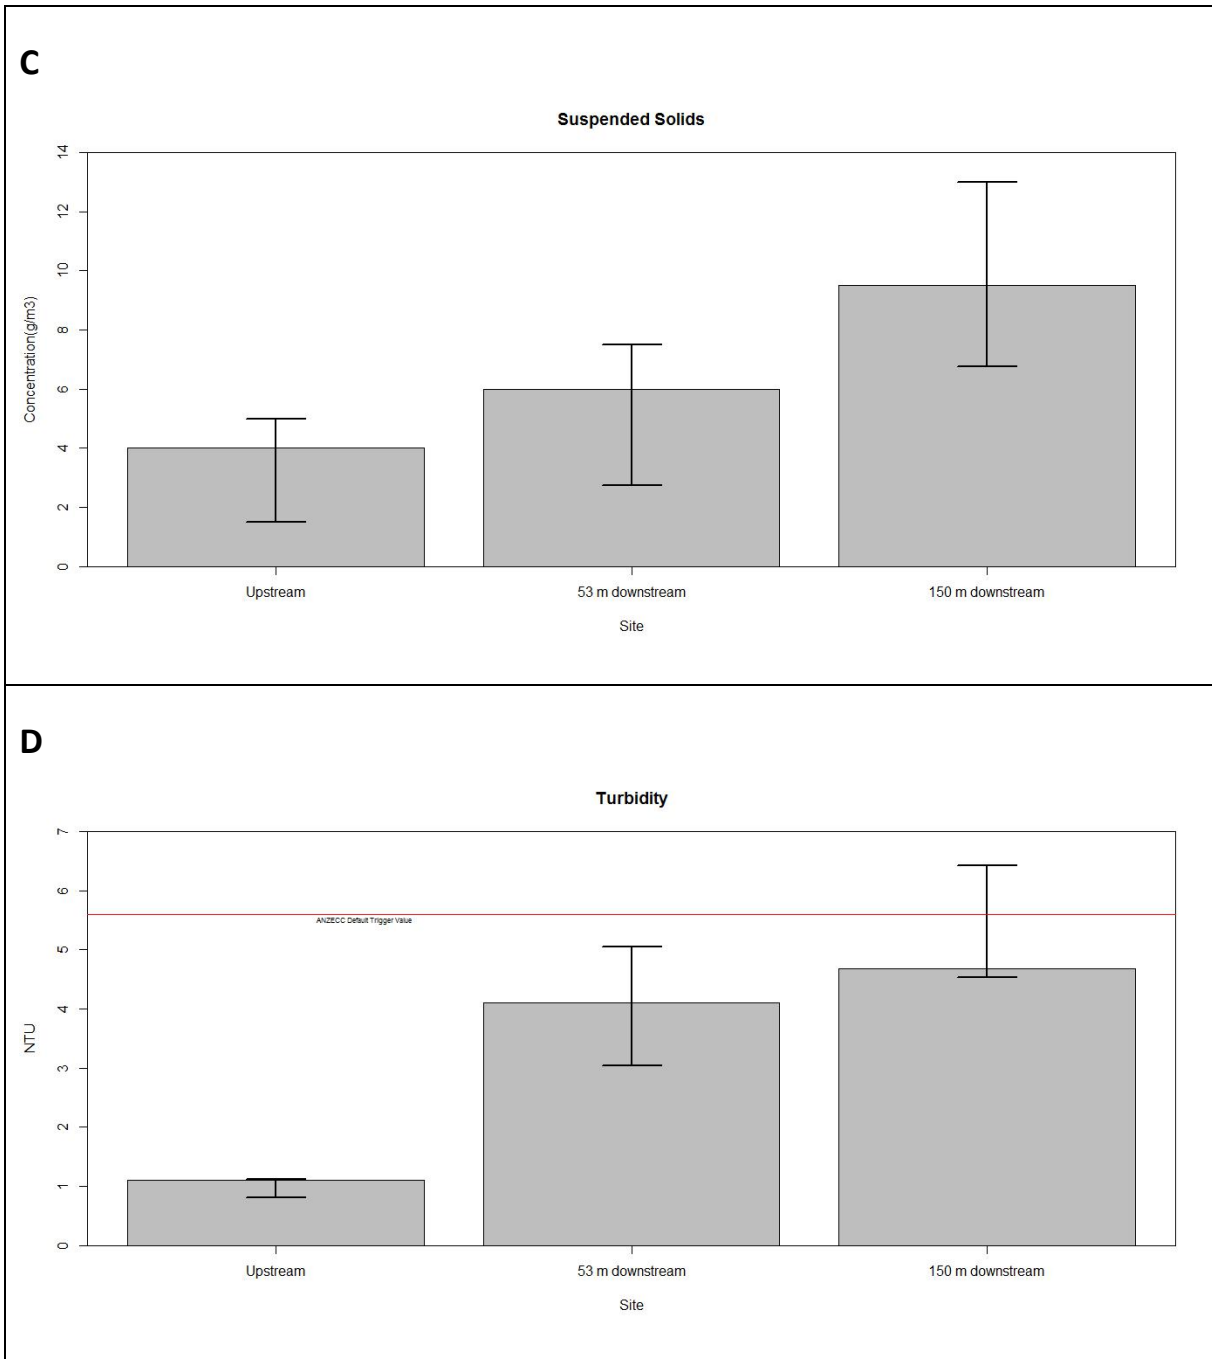 C
Suspended Solids
14
12
10
8
6
4
2
0
Concentration(g/m3)
Upstream 53 m downstream 150 m downstream
Site
D
Turbidity
7
6
5
4
3
2
1
0
NTU
ANZECC Default Trigger Value
Upstream 53 m downstream 150 m downstream
Site